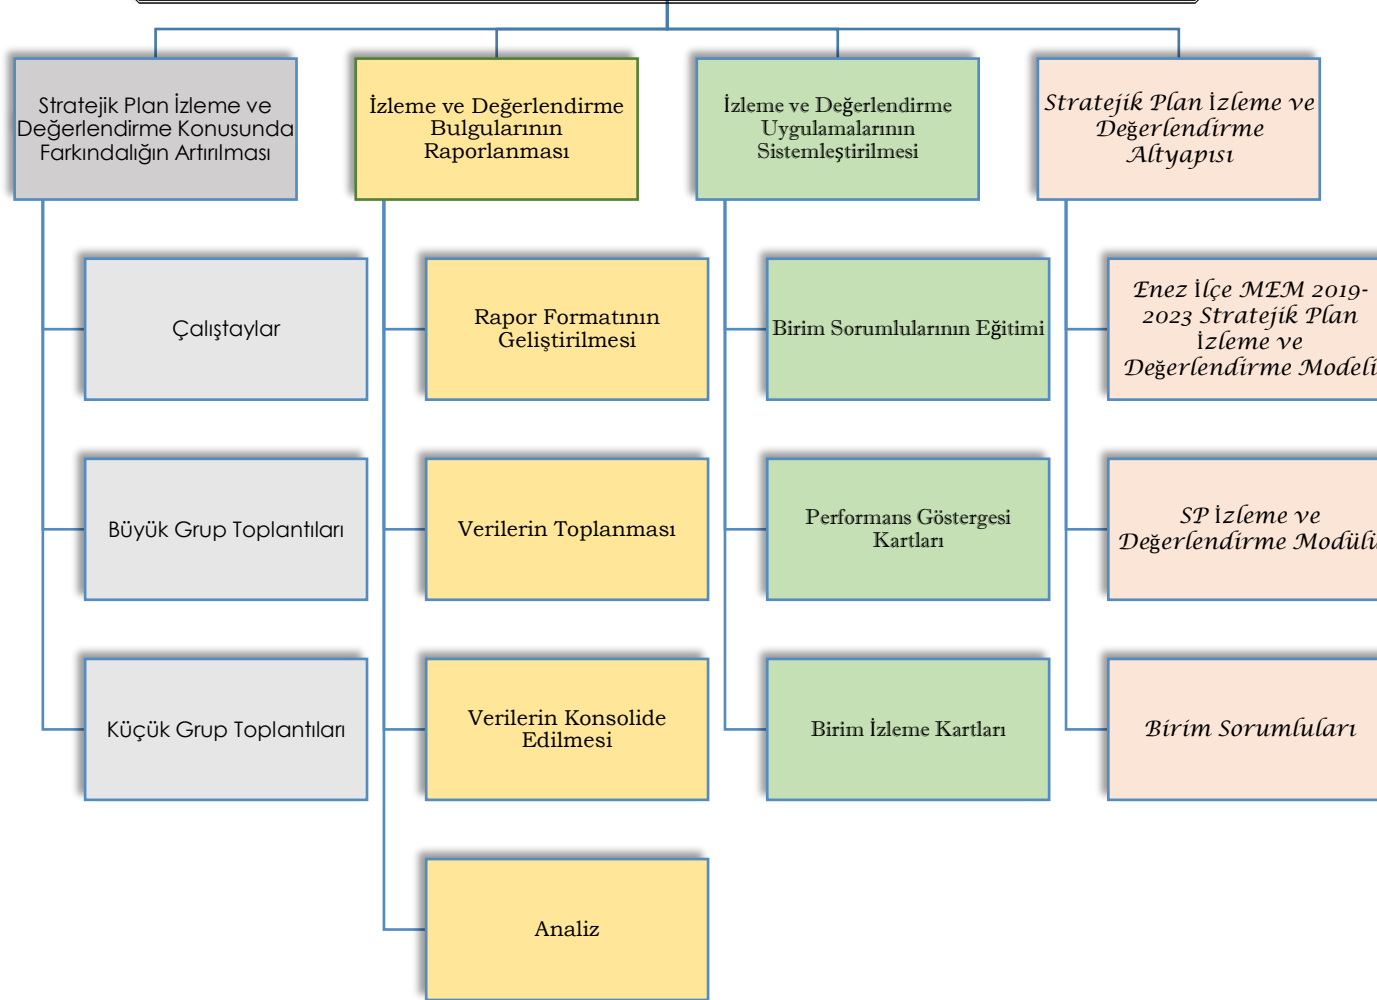 Stratejik Plan İzleme ve
Değerlendirme Konusunda
Farkındalığın Artırılması
Çalıştaylar
Büyük Grup Toplantıları
Küçük Grup Toplantıları
İzleme ve Değerlendirme
Bulgularının
Raporlanması
Rapor Formatının
Geliştirilmesi
Verilerin Toplanması
Verilerin Konsolide
Edilmesi
Analiz
İzleme ve Değerlendirme
Uygulamalarının
Sistemleştirilmesi
Birim Sorumlularının Eğitimi
Performans Göstergesi
Kartları
Birim İzleme Kartları
Stratejik Plan İzleme ve
Değerlendirme
Altyapısı
Enez İlçe MEM 2019-
2023 Stratejik Plan
İzleme ve
Değerlendirme Modeli
SP İzleme ve
Değerlendirme Modülü
Birim Sorumluları